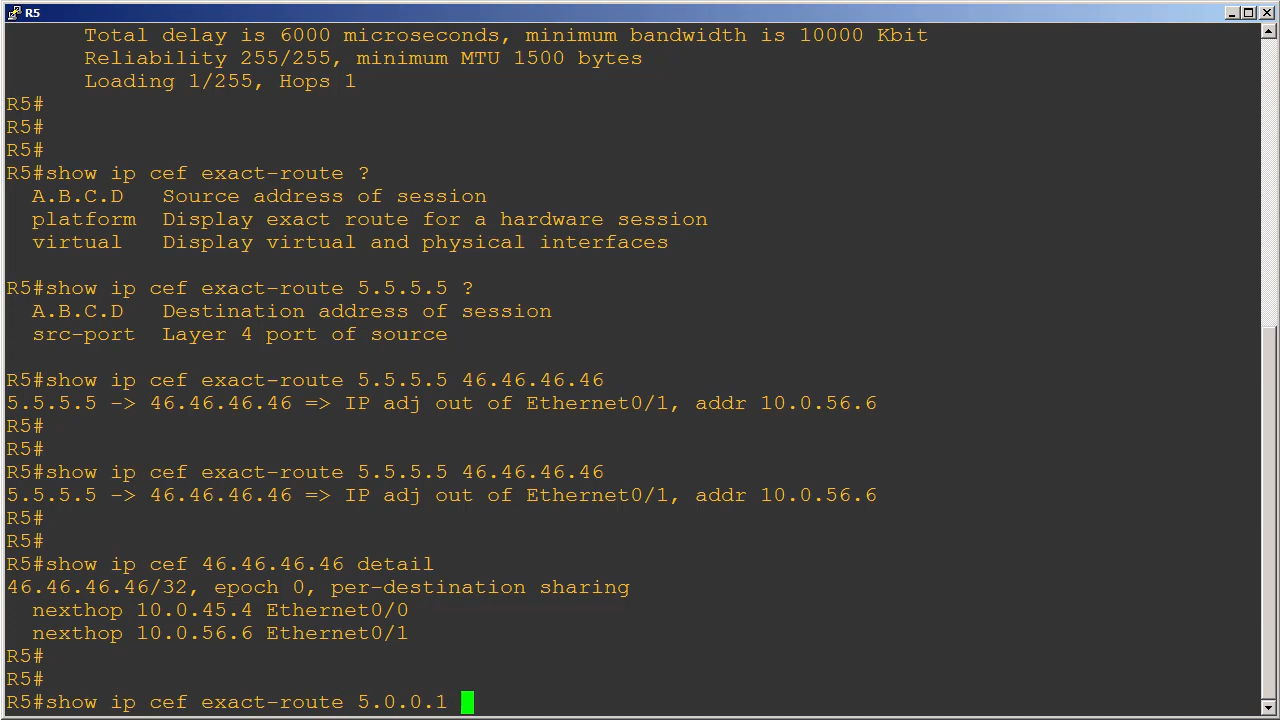 R5
Total delay is 6000 microseconds, minimum bandwidth is 10000 Kbit
Reliability 255/255, minimum MTU 1500 bytes
Loading 1/255, Hops 1
R5#
R5#
R5#
R5#show ip cef exact-route ?
A.B.C.D   Source address of session
platform  Display exact route for a hardware session
virtual   Display virtual and physical interfaces
R5#show ip cef exact-route 5.5.5.5 ?
A.B.C.D   Destination address of session
src-port  Layer 4 port of source
R5#show ip cef exact-route 5.5.5.5 46.46.46.46
5.5.5.5 -> 46.46.46.46 => IP adj out of Ethernet0/1, addr 10.0.56.6
R5#
R5#
R5#show ip cef exact-route 5.5.5.5 46.46.46.46
5.5.5.5 -> 46.46.46.46 => IP adj out of Ethernet0/1, addr 10.0.56.6
R5#
R5#
R5#show ip cef 46.46.46.46 detail
46.46.46.46/32, epoch 0, per-destination sharing
nexthop 10.0.45.4 Ethernet0/0
nexthop 10.0.56.6 Ethernet0/1
R5#
R5#
R5#show ip cef exact-route 5.0.0.1